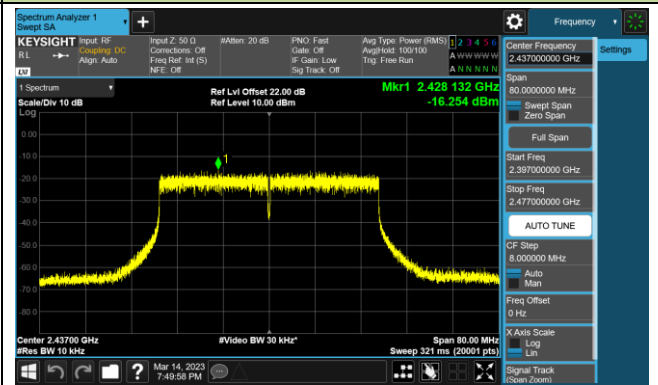 Spectrum Analyzer 1
Swept SA
Frequency
KEYSIGHT
RL
LNI
Input: RF
Coupling: DC
Align: Auto
Input Z: 50 Ω
Corrections: Off
Freq Ref: Int (S)
NFE: Off
#Atten: 20 dB
PNO: Fast
Gate: Off
IF Gain: Low
Sig Track: Off
Avg Type: Power (RMS)
Avg|Hold: 100/100
Trig: Free Run
1 2 3 4 5 6
A W W W W W
A N N N N N
1 Spectrum
Scale/Div 10 dB
Log
Ref Lvl Offset 22.00 dB
Ref Level 10.00 dBm
Mkr1 2.428 132 GHz
-16.254 dBm
0.00
-10.0
-20.0
-30.0
-40.0
-50.0
-60.0
-70.0
-80.0
1
Center 2.43700 GHz
#Res BW 10 kHz
#Video BW 30 kHz*
Span 80.00 MHz
Sweep 321 ms (20001 pts)
Mar 14, 2023
7:49:58 PM
Center Frequency
2.437000000 GHz
Span
80.0000000 MHz
Swept Span
Zero Span
Full Span
Start Freq
2.397000000 GHz
Stop Freq
2.477000000 GHz
AUTO TUNE
CF Step
8.000000 MHz
Auto
Man
Freq Offset
0 Hz
X Axis Scale
Log
Lin
Signal Track
(Span Zoom)
Settings